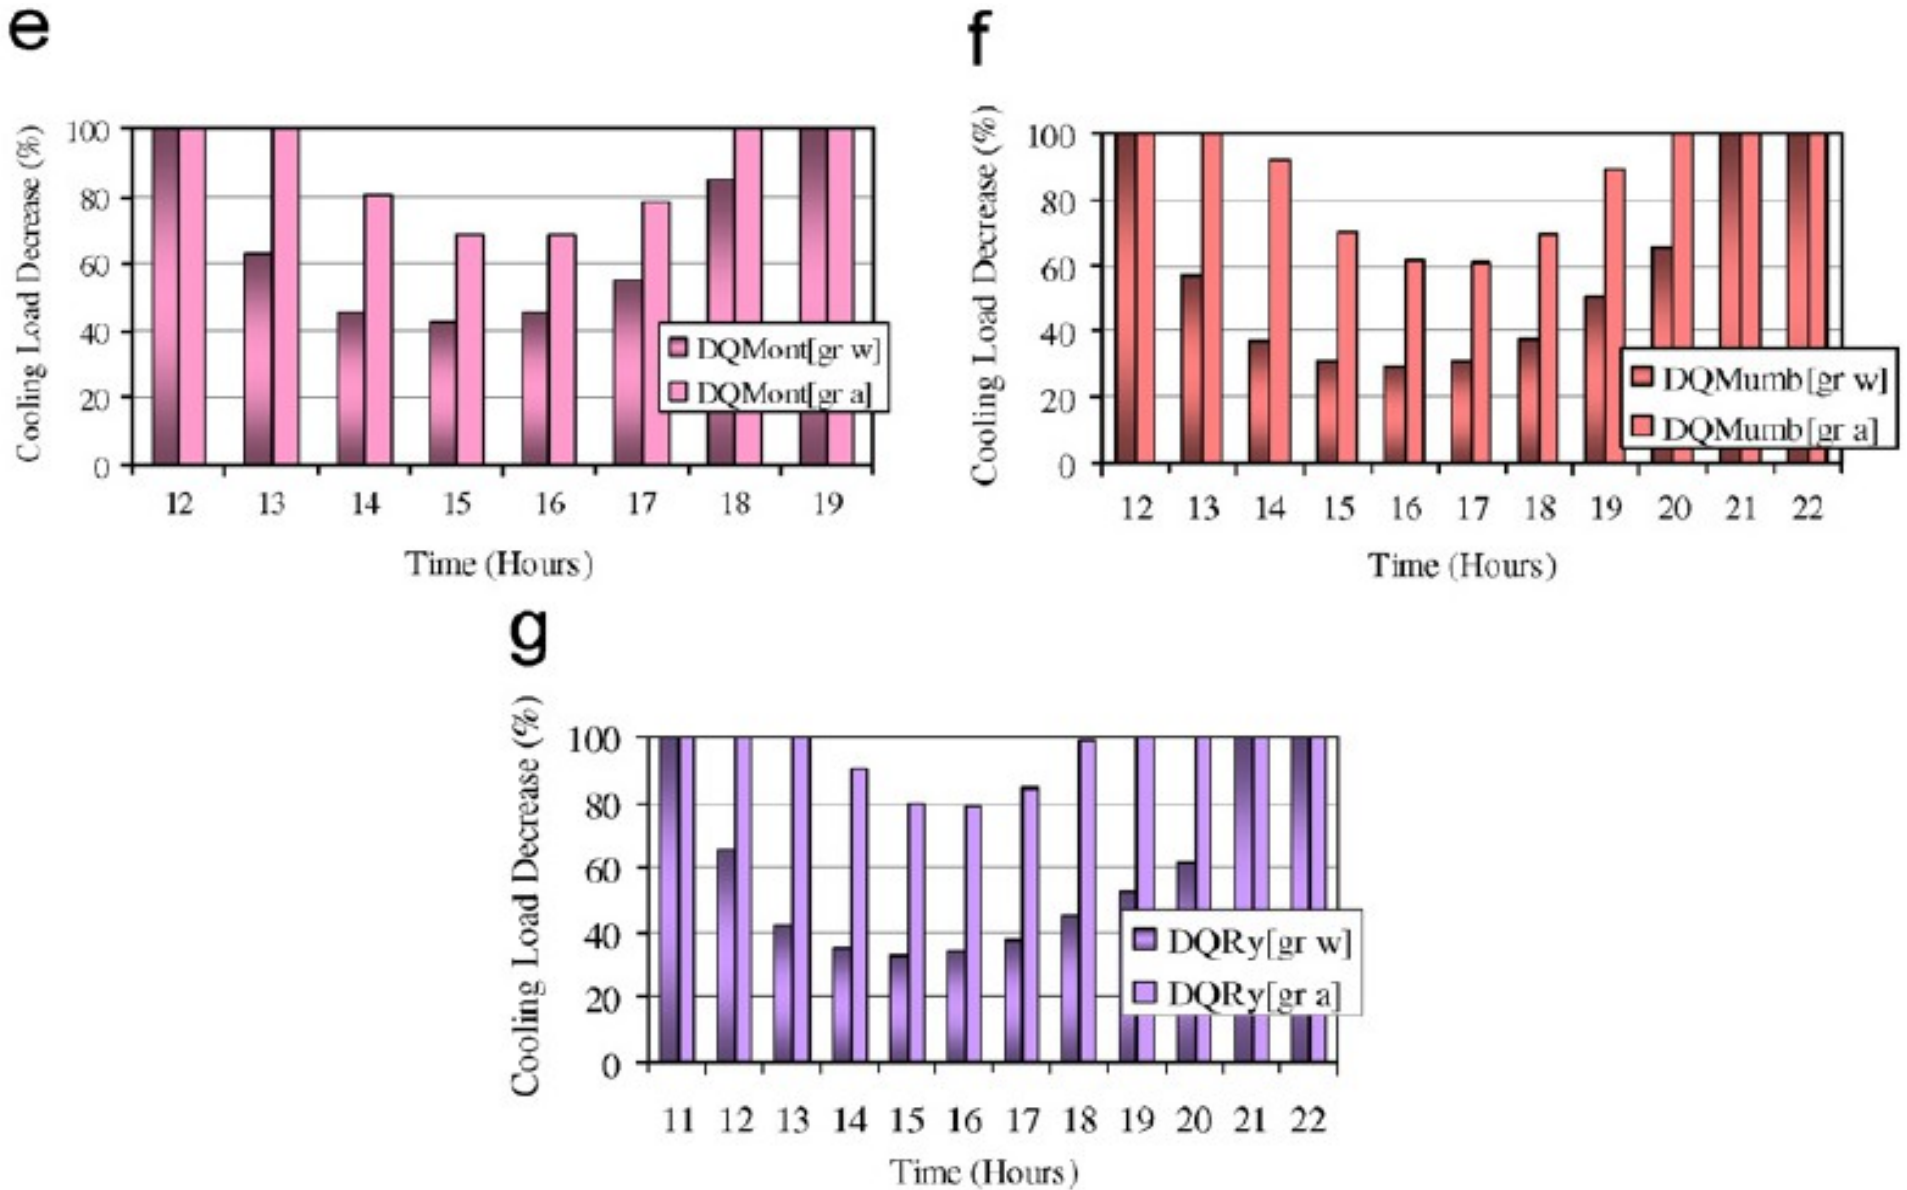 e
Cooling Load Decrease (%)
100
80
60
40
20
0
12 13 14 15 16 17 18 19
Time (Hours)
DQMont[gr w]
DQMont[gr a]
f
Cooling Load Decrease (%)
100
80
60
40
20
0
12 13 14 15 16 17 18 19 20 21 22
Time (Hours)
DQMumb[gr w]
DQMumb[gr a]
g
Cooling Load Decrease (%)
100
80
60
40
20
0
11 12 13 14 15 16 17 18 19 20 21 22
Time (Hours)
DQRy[gr w]
DQRy[gr a]